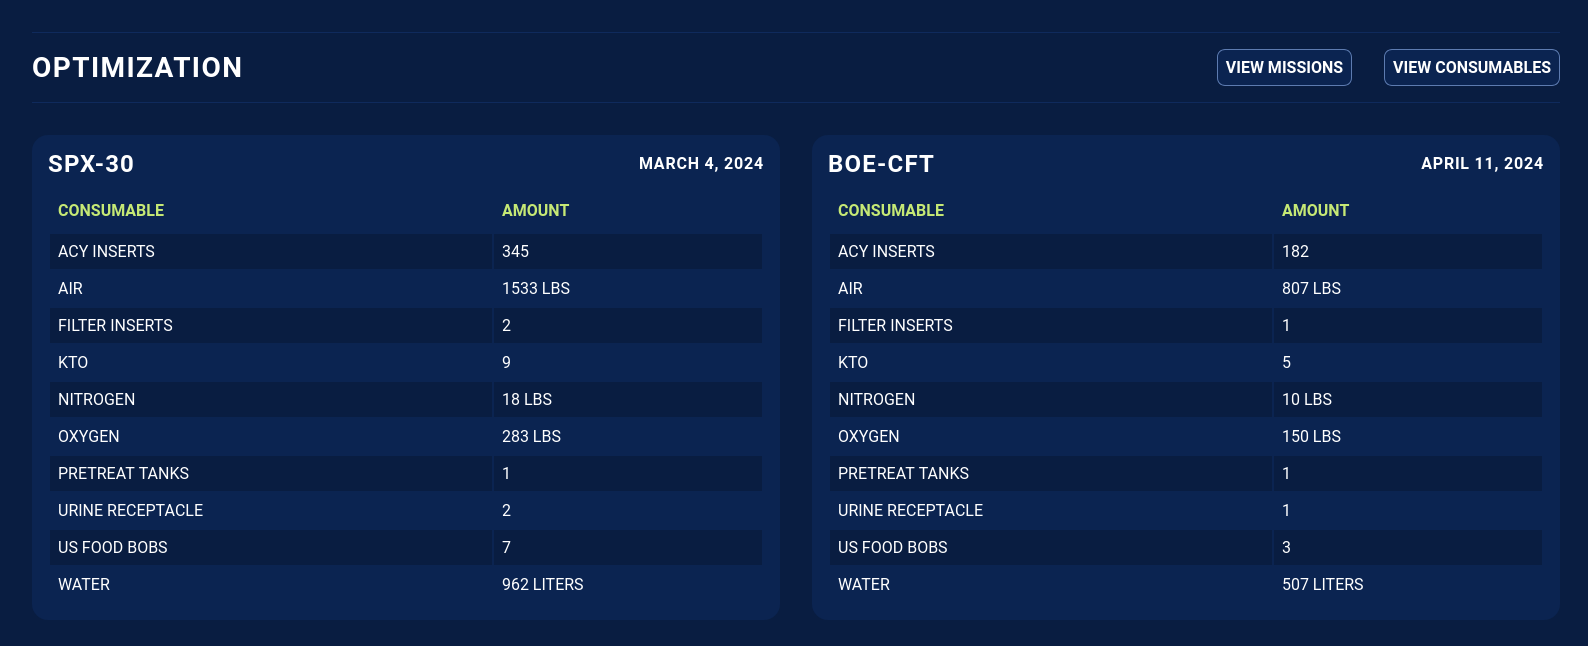 OPTIMIZATION
VIEW MISSIONS
VIEW CONSUMABLES
SPX-30
MARCH 4, 2024
CONSUMABLE AMOUNT
ACY INSERTS 345
AIR 1533 LBS
FILTER INSERTS 2
KTO 9
NITROGEN 18 LBS
OXYGEN 283 LBS
PRETREAT TANKS 1
URINE RECEPTACLE 2
US FOOD BOBS 7
WATER 962 LITERS
BOE-CFT
APRIL 11, 2024
CONSUMABLE AMOUNT
ACY INSERTS 182
AIR 807 LBS
FILTER INSERTS 1
KTO 5
NITROGEN 10 LBS
OXYGEN 150 LBS
PRETREAT TANKS 1
URINE RECEPTACLE 1
US FOOD BOBS 3
WATER 507 LITERS